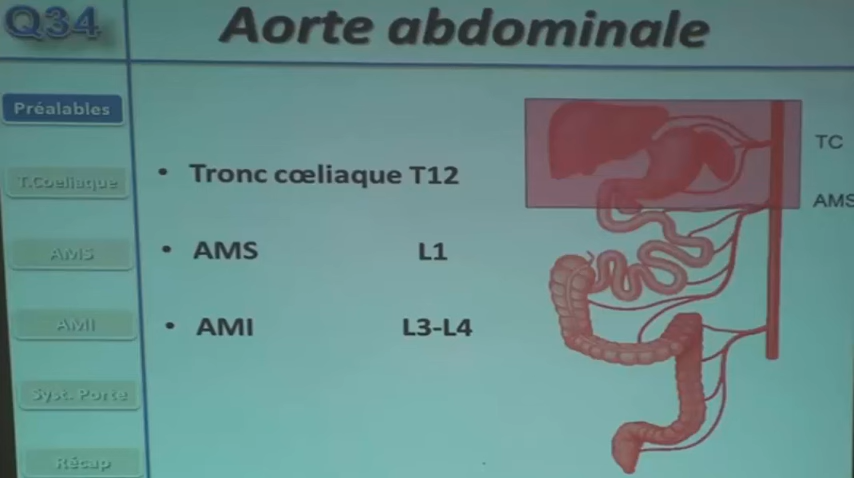 Q34
Aorte abdominale
Préalables
T.Coeliaque
AMS
AMI
Syst. Porte
Récap
• Tronc cœliaque T12
• AMS L1
• AMI L3-L4
TC
AMS